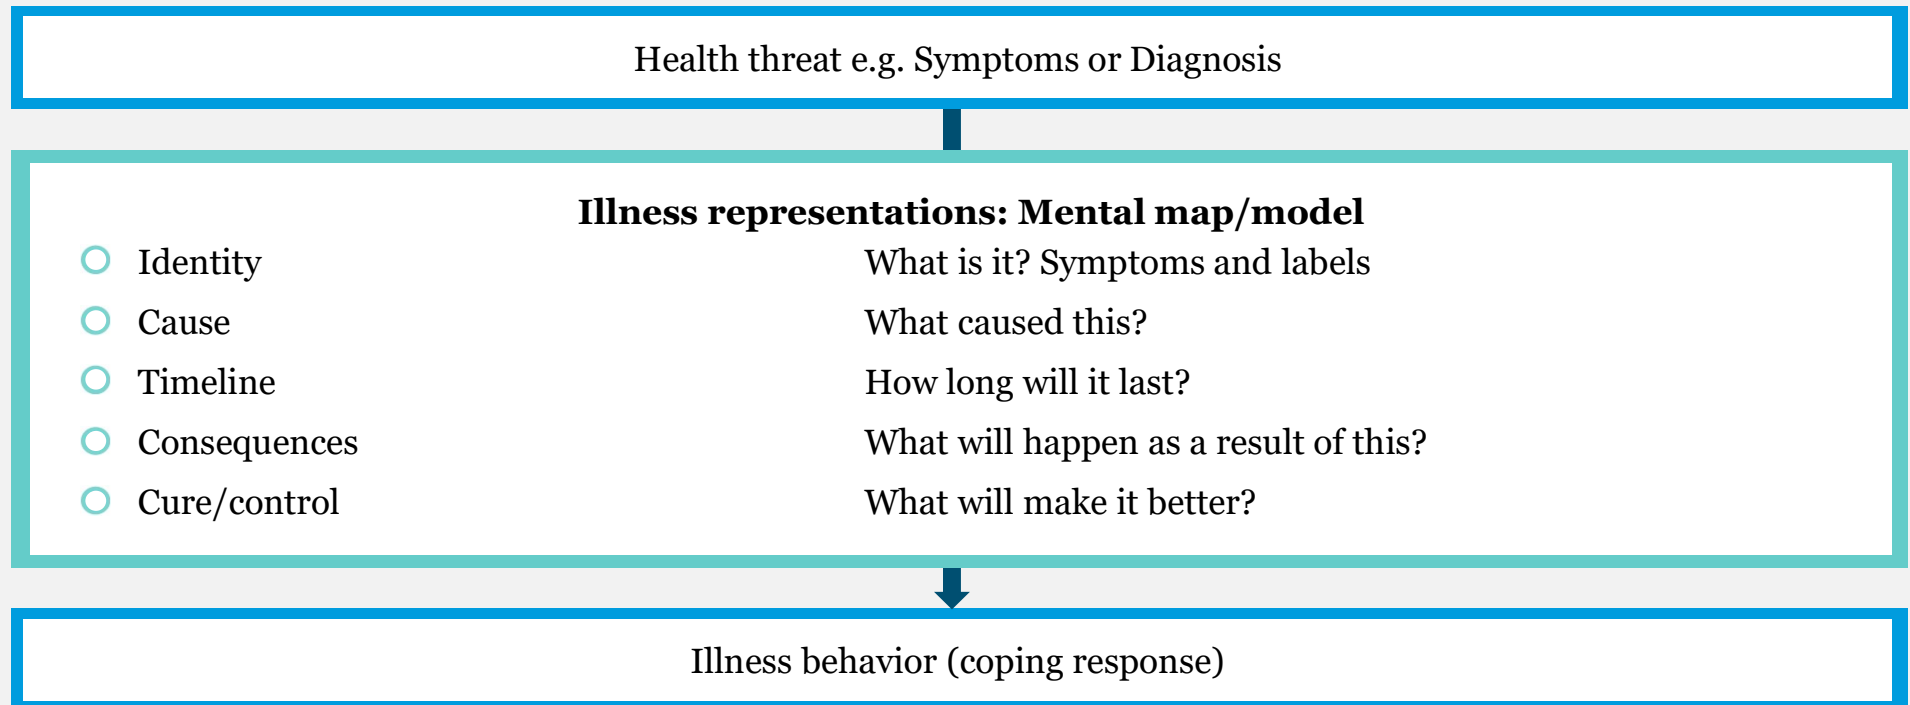 Health threat e.g. Symptoms or Diagnosis
Illness representations: Mental map/model
Identity What is it? Symptoms and labels
Cause What caused this?
Timeline How long will it last?
Consequences What will happen as a result of this?
Cure/control What will make it better?
Illness behavior (coping response)